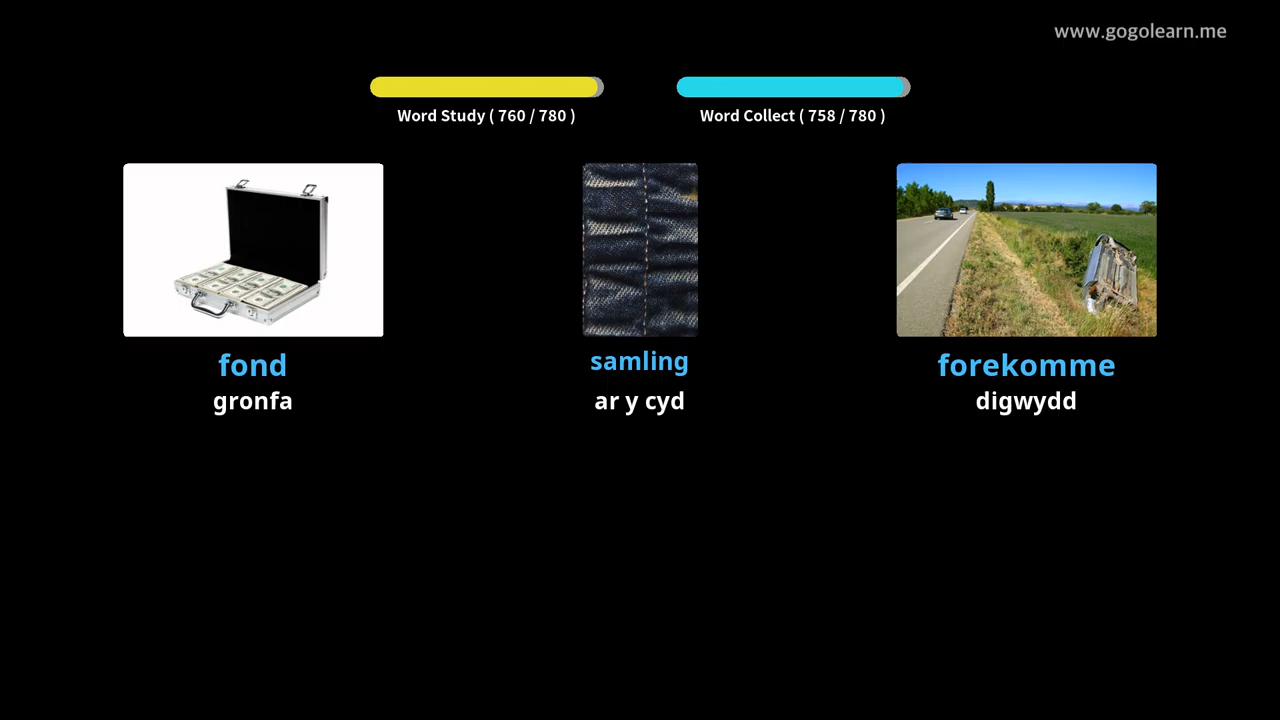 www.gogolearn.me
Word Study ( 760 / 780 )
Word Collect ( 758 / 780 )
fond
samling
forekomme
gronfa
ar y cyd
digwydd